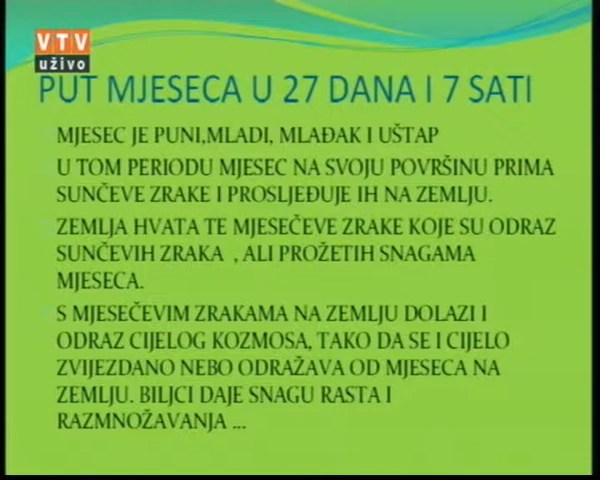 VTV
uživo
PUT MJESECA U 27 DANA I 7 SATI
MJESEC JE PUNI,MLADI, MLAĐAK I UŠTAP
U TOM PERIODU MJESEC NA SVOJU POVRŠINU PRIMA
SUNČEVE ZRAKE I PROSLJEĐUJE IH NA ZEMLJU.
ZEMLJA HVATA TE MJESEČEVE ZRAKE KOJE SU ODRAZ
SUNČEVIH ZRAKA , ALI PROŽETIH SNAGAMA
MJESECA.
S MJESEČEVIM ZRAKAMA NA ZEMLJU DOLAZI I
ODRAZ CIJELOG KOZMOSA, TAKO DA SE I CIJELO
ZVIJEZDANO NEBO ODRAŽAVA OD MJESECA NA
ZEMLJU. BILJCI DAJE SNAGU RASTA I
RAZMNOŽAVANJA ...